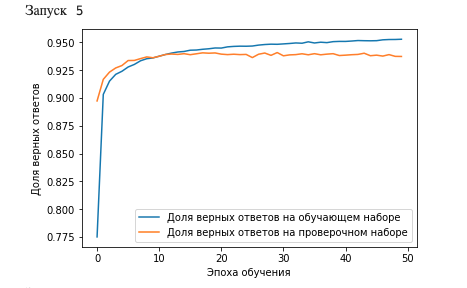 Запуск 5
0.950
0.925
0.900
0.875
0.850
0.825
0.800
0.775
Доля верных ответов
Доля верных ответов на обучающем наборе
Доля верных ответов на проверочном наборе
0 10 20 30 40 50
Эпоха обучения